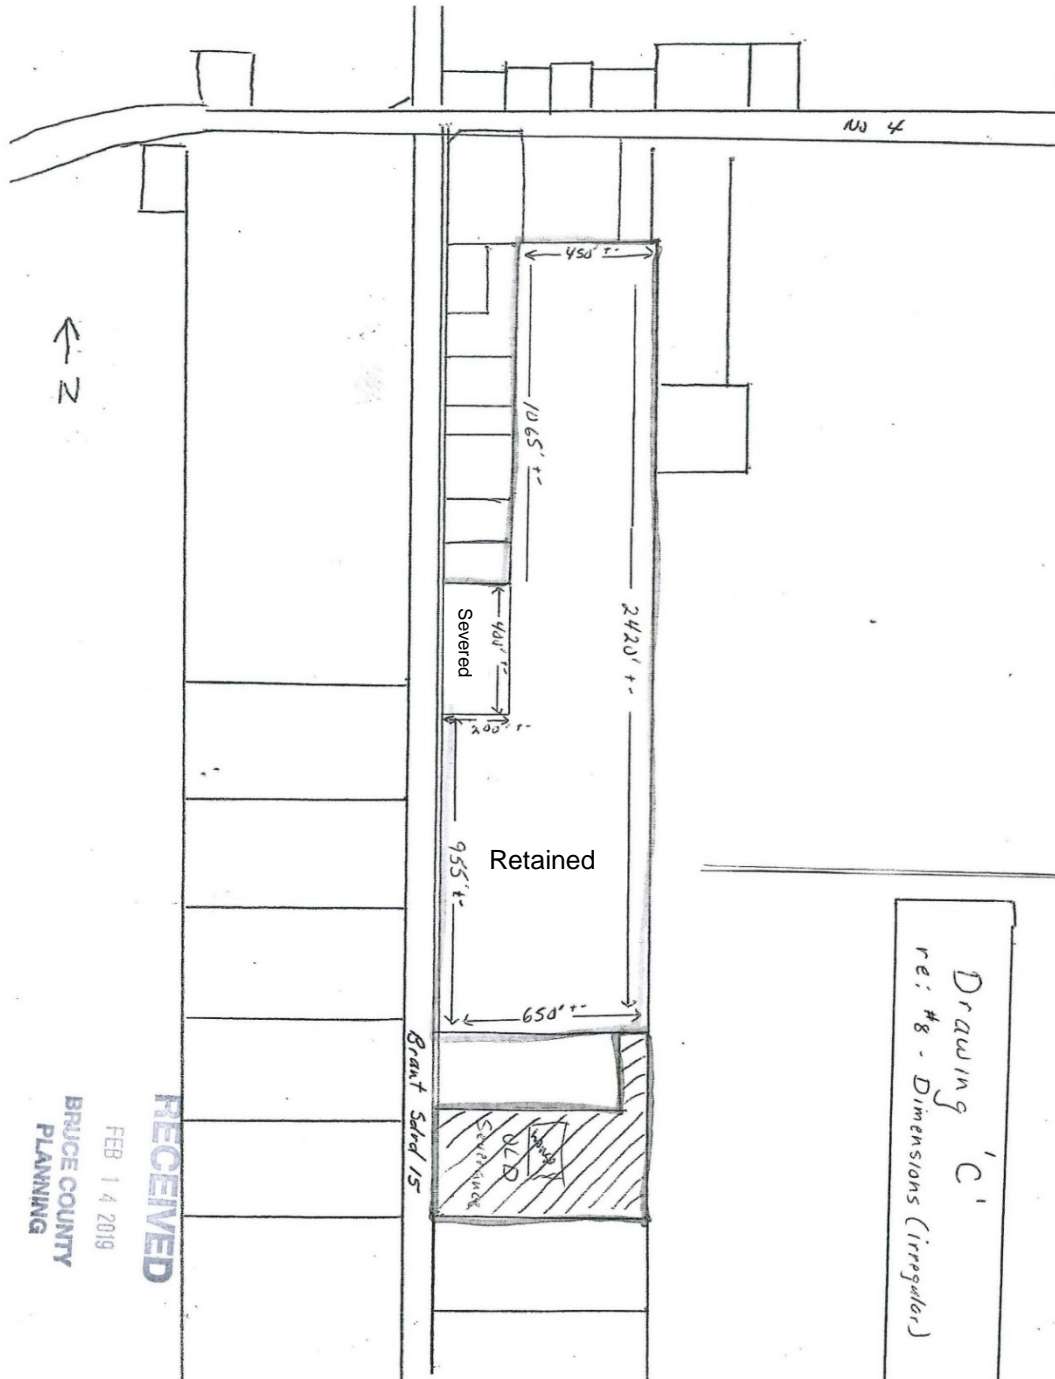 No 4
N
450' +-
1065' +-
2420' +-
Severed
400' +-
200' +-
955' +-
Retained
650' +-
Brant Sdrd 15
OLD
Severance
Drawing 'C'
re: #8 - Dimensions (irregular)
RECEIVED
FEB 14 2019
BRUCE COUNTY
PLANNING